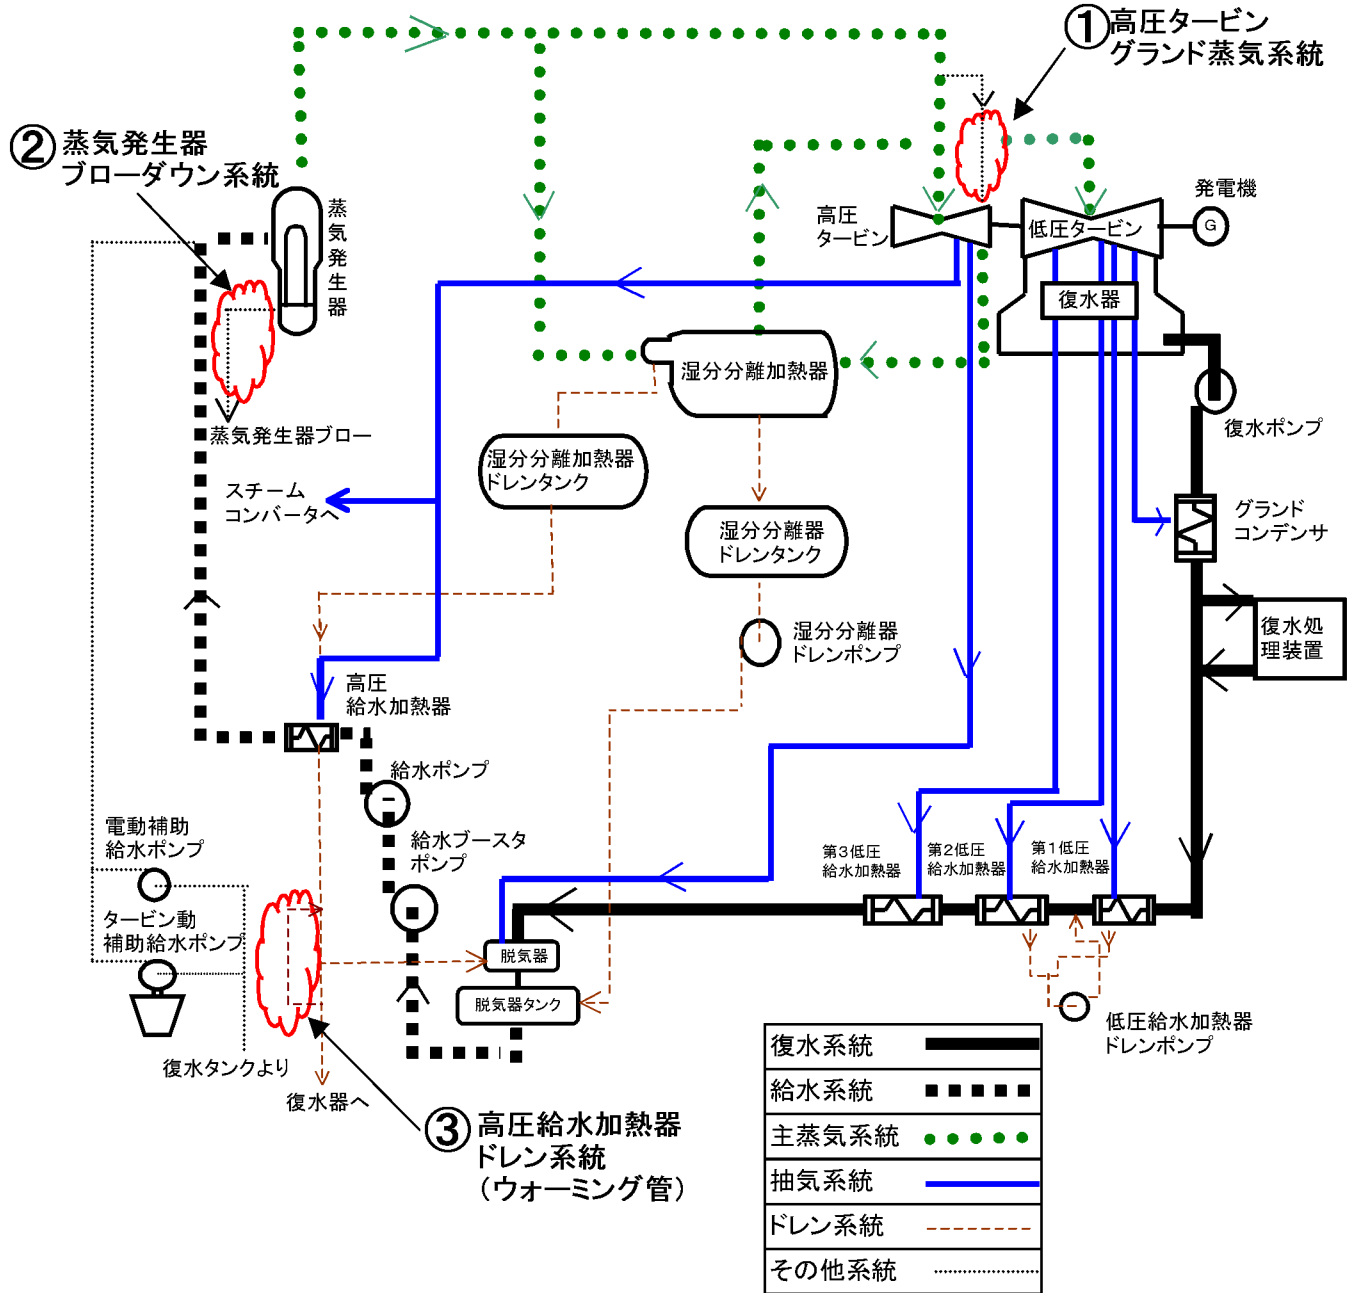 ①高圧タービン
グランド蒸気系統
②蒸気発生器
ブローダウン系統
蒸気発生器
高圧
タービン
低圧タービン
発電機
G
復水器
湿分分離加熱器
復水ポンプ
蒸気発生器ブロー
湿分分離加熱器
ドレンタンク
スチーム
コンバータへ
湿分分離器
ドレンタンク
グランド
コンデンサ
湿分分離器
ドレンポンプ
復水処
理装置
高圧
給水加熱器
給水ポンプ
給水ブースタ
ポンプ
電動補助
給水ポンプ
第3低圧
給水加熱器
第2低圧
給水加熱器
第1低圧
給水加熱器
タービン動
補助給水ポンプ
脱気器
脱気器タンク
低圧給水加熱器
ドレンポンプ
復水タンクより
復水器へ
③高圧給水加熱器
ドレン系統
（ウォーミング管）
復水系統
給水系統
主蒸気系統
抽気系統
ドレン系統
その他系統